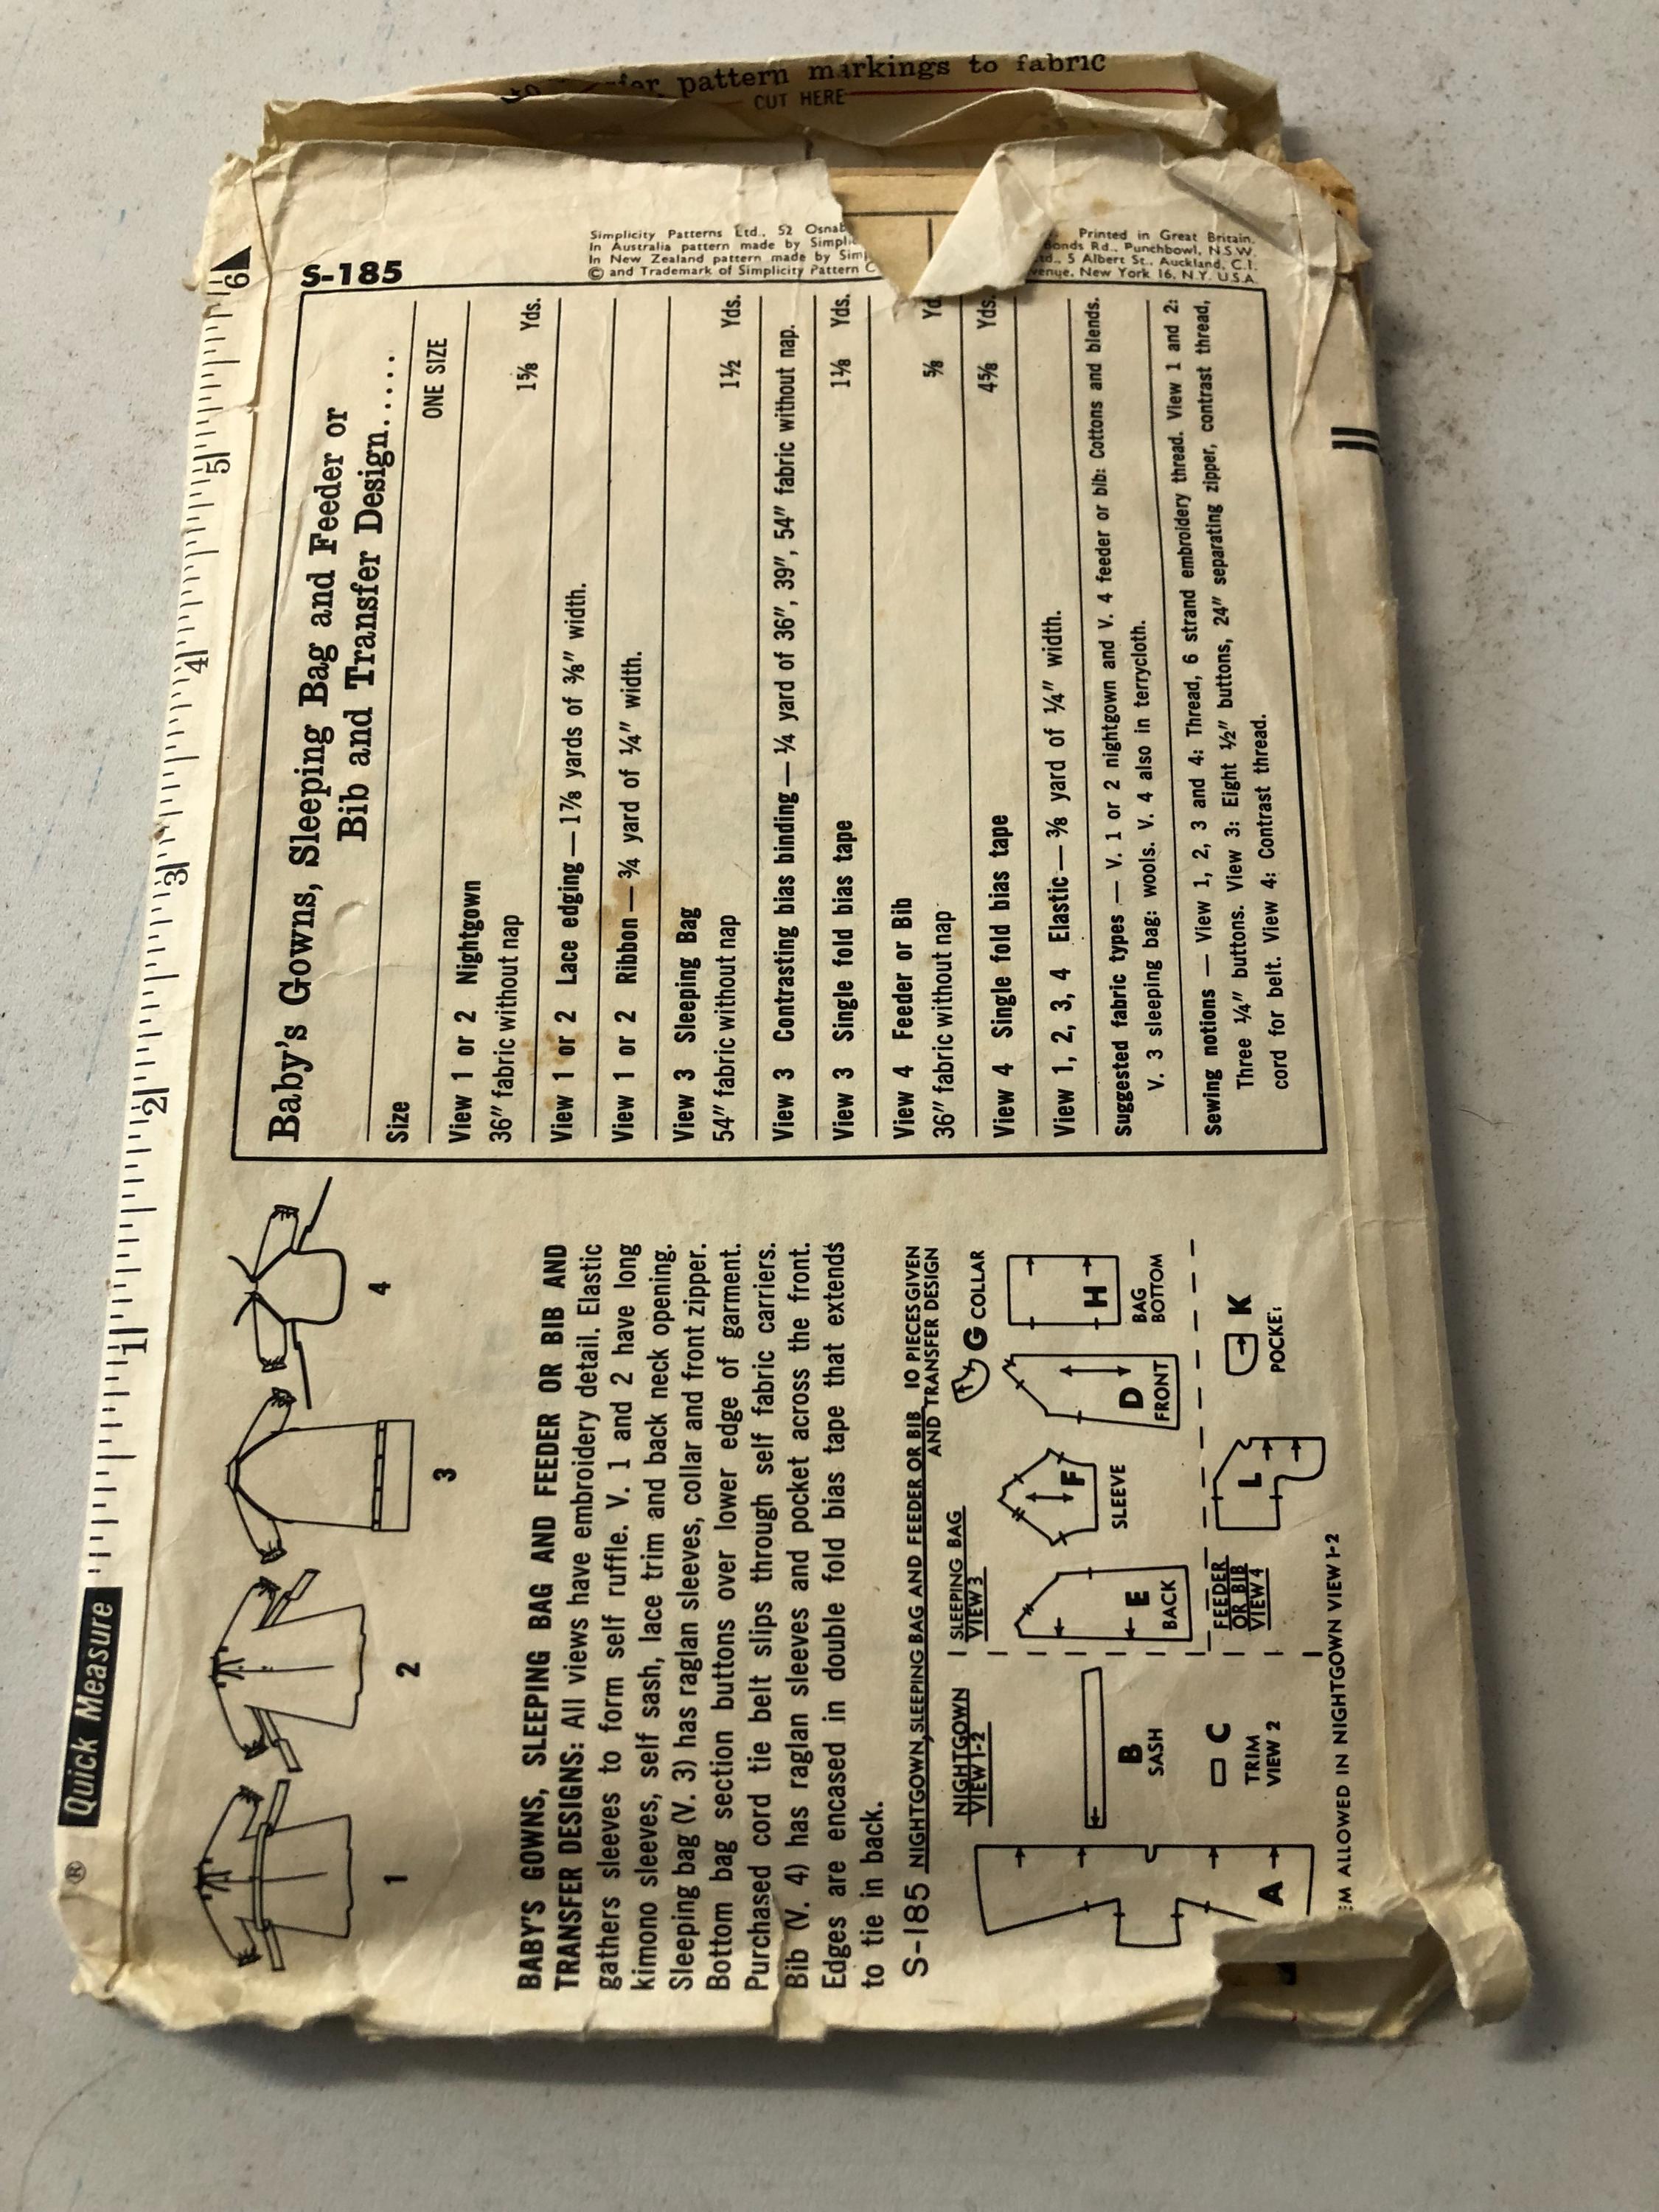 pattern markings to fabric
CUT HERE
® Quick Measure
1 2 3 4 5 6
1
2
3
4
BABY'S GOWNS, SLEEPING BAG AND FEEDER OR BIB AND
TRANSFER DESIGNS: All views have embroidery detail. Elastic
gathers sleeves to form self ruffle. V. 1 and 2 have long
kimono sleeves, self sash, lace trim and back neck opening.
Sleeping bag (V. 3) has raglan sleeves, collar and front zipper.
Bottom bag section buttons over lower edge of garment.
Purchased cord tie belt slips through self fabric carriers.
Bib (V. 4) has raglan sleeves and pocket across the front.
Edges are encased in double fold bias tape that extends
to tie in back.
S-185 NIGHTGOWN, SLEEPING BAG AND FEEDER OR BIB 10 PIECES GIVEN
AND TRANSFER DESIGN
NIGHTGOWN
VIEW 1-2
A
B
SASH
C
TRIM
VIEW 2
SLEEPING BAG
VIEW 3
E
BACK
F
SLEEVE
D
FRONT
G COLLAR
H
BAG
BOTTOM
FEEDER
OR BIB
VIEW 4
L
K
POCKET
ALLOWED IN NIGHTGOWN VIEW 1-2
S-185
Simplicity Patterns Ltd., 52 Printed in Great Britain.
In Australia pattern made by Bonds Rd., Punchbowl, N.S.W.
In New Zealand pattern made by 5 Albert St., Auckland, C.1.
© and Trademark of Simplicity Pattern New York 16, N.Y. U.S.A.
Baby's Gowns, Sleeping Bag and Feeder or
Bib and Transfer Design.....
Size ONE SIZE
View 1 or 2 Nightgown
36" fabric without nap 1⅝ Yds.
View 1 or 2 Lace edging — 1⅞ yards of ⅜" width.
View 1 or 2 Ribbon — ¾ yard of ¼" width.
View 3 Sleeping Bag
54" fabric without nap 1½ Yds.
View 3 Contrasting bias binding — ¼ yard of 36", 39", 54" fabric without nap.
View 3 Single fold bias tape 1⅛ Yds.
View 4 Feeder or Bib
36" fabric without nap ⅝ Yd.
View 4 Single fold bias tape 4⅝ Yds.
View 1, 2, 3, 4 Elastic — ⅜ yard of ¼" width.
Suggested fabric types — V. 1 or 2 nightgown and V. 4 feeder or bib: Cottons and blends.
V. 3 sleeping bag: wools. V. 4 also in terrycloth.
Sewing notions — View 1, 2, 3 and 4: Thread, 6 strand embroidery thread. View 1 and 2:
Three ¼" buttons. View 3: Eight ½" buttons, 24" separating zipper, contrast thread,
cord for belt. View 4: Contrast thread.